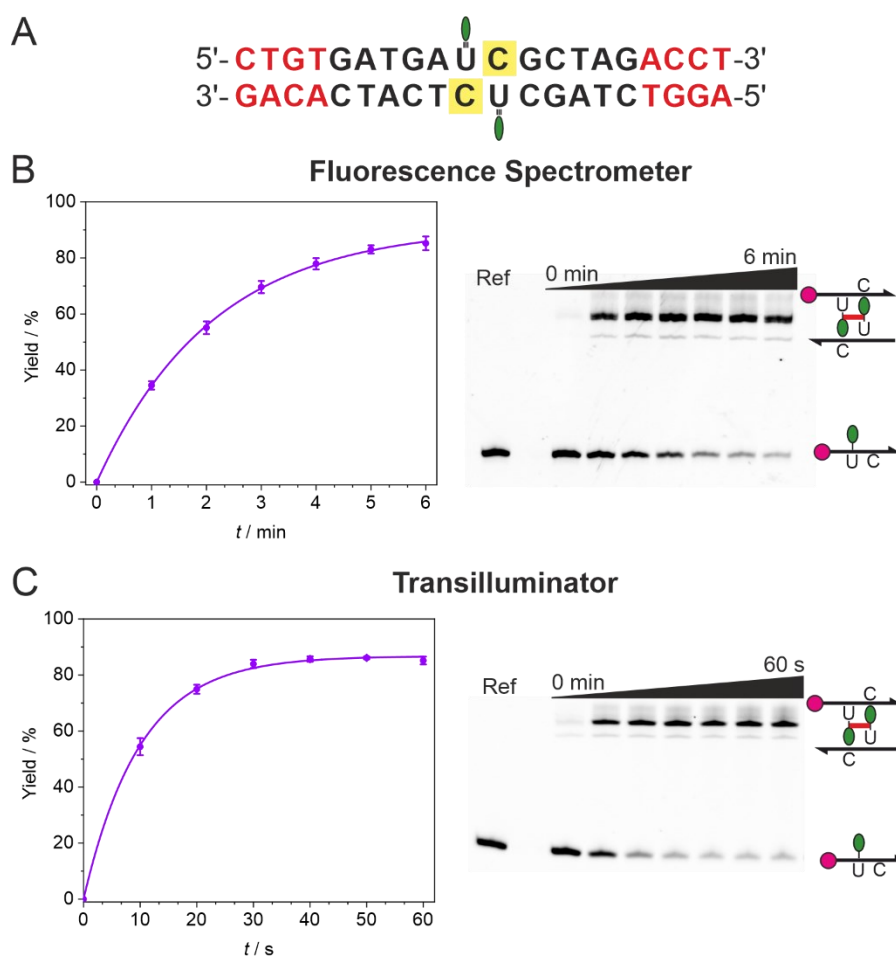 A
5'- CTGTGATGAUCGCTAGACCT-3'
3'-GACACTACTCUCGATCTGGA-5'
B
Fluorescence Spectrometer
100
80
60
40
20
0
Yield / %
0 1 2 3 4 5 6
t / min
Ref
0 min
6 min
C
U
U
C
U C
C
Transilluminator
100
80
60
40
20
0
Yield / %
0 10 20 30 40 50 60
t / s
Ref
0 min
60 s
C
U
U
C
U C